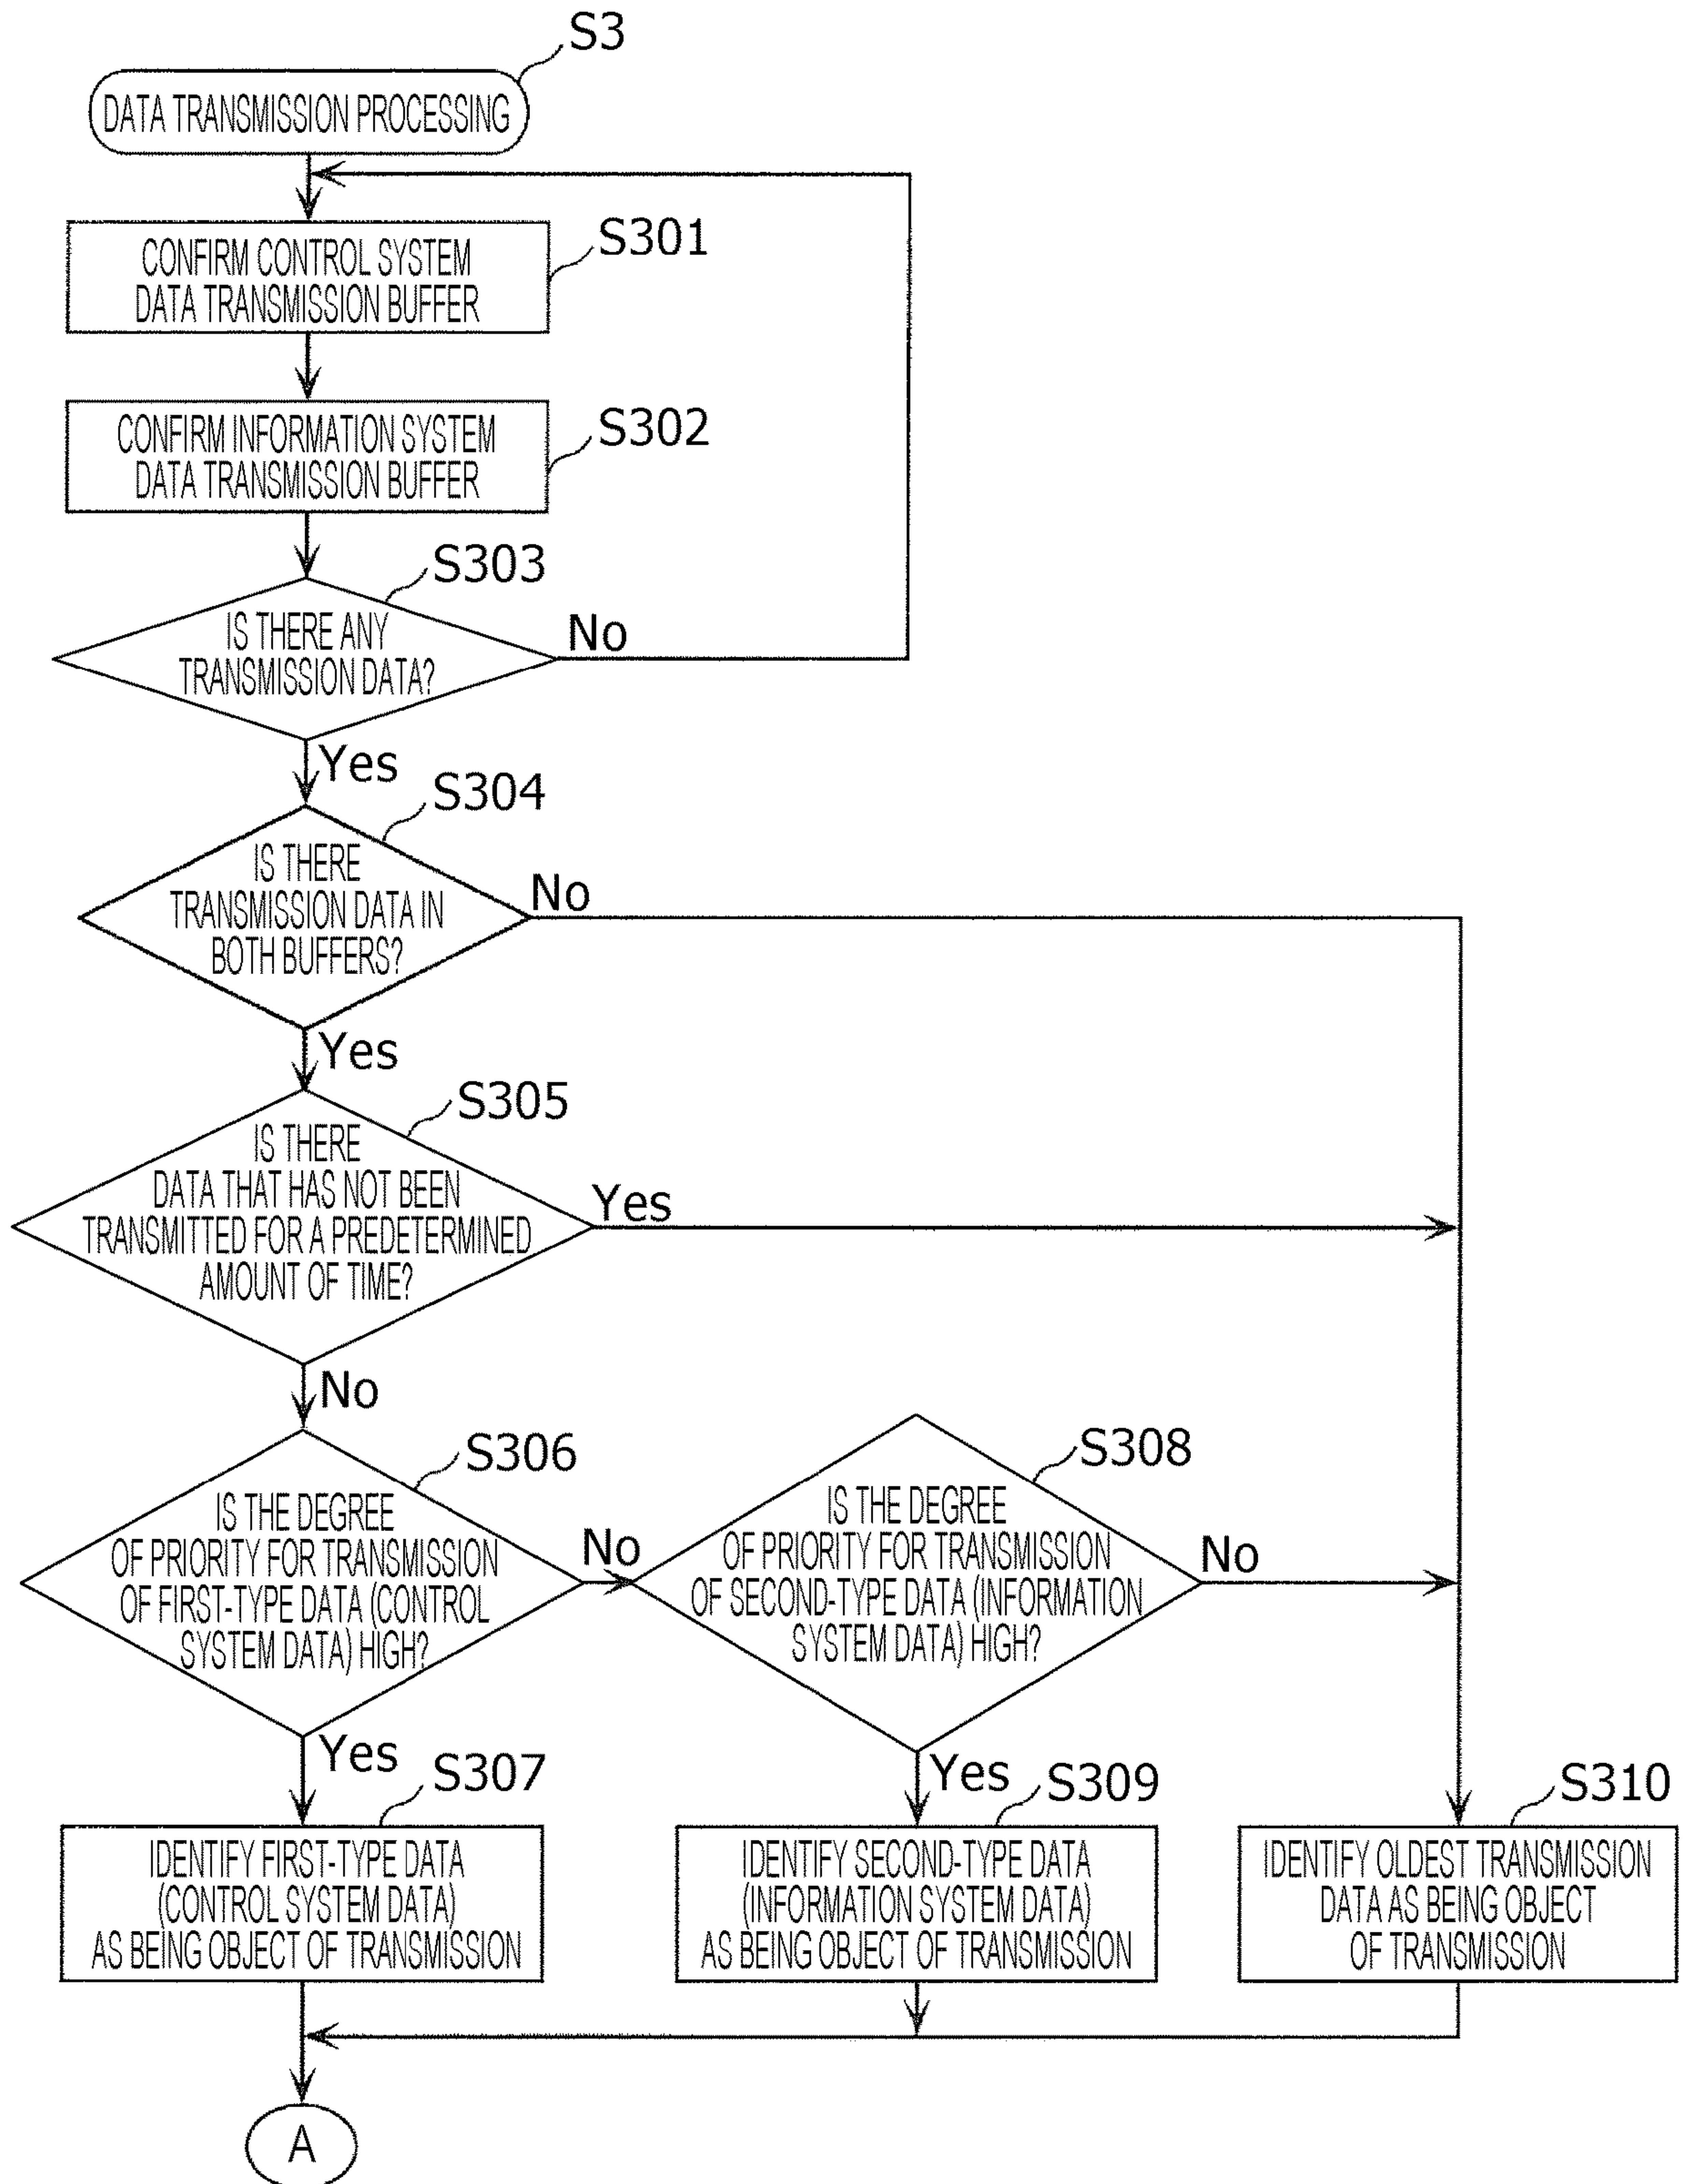 S3
DATA TRANSMISSION PROCESSING
S301
CONFIRM CONTROL SYSTEM
DATA TRANSMISSION BUFFER
S302
CONFIRM INFORMATION SYSTEM
DATA TRANSMISSION BUFFER
S303
IS THERE ANY
TRANSMISSION DATA?
No
Yes
S304
IS THERE
TRANSMISSION DATA IN
BOTH BUFFERS?
No
Yes
S305
IS THERE
DATA THAT HAS NOT BEEN
TRANSMITTED FOR A PREDETERMINED
AMOUNT OF TIME?
Yes
No
S306
IS THE DEGREE
OF PRIORITY FOR TRANSMISSION
OF FIRST-TYPE DATA (CONTROL
SYSTEM DATA) HIGH?
No
Yes
S308
IS THE DEGREE
OF PRIORITY FOR TRANSMISSION
OF SECOND-TYPE DATA (INFORMATION
SYSTEM DATA) HIGH?
No
Yes
S307
IDENTIFY FIRST-TYPE DATA
(CONTROL SYSTEM DATA)
AS BEING OBJECT OF TRANSMISSION
S309
IDENTIFY SECOND-TYPE DATA
(INFORMATION SYSTEM DATA)
AS BEING OBJECT OF TRANSMISSION
S310
IDENTIFY OLDEST TRANSMISSION
DATA AS BEING OBJECT
OF TRANSMISSION
A